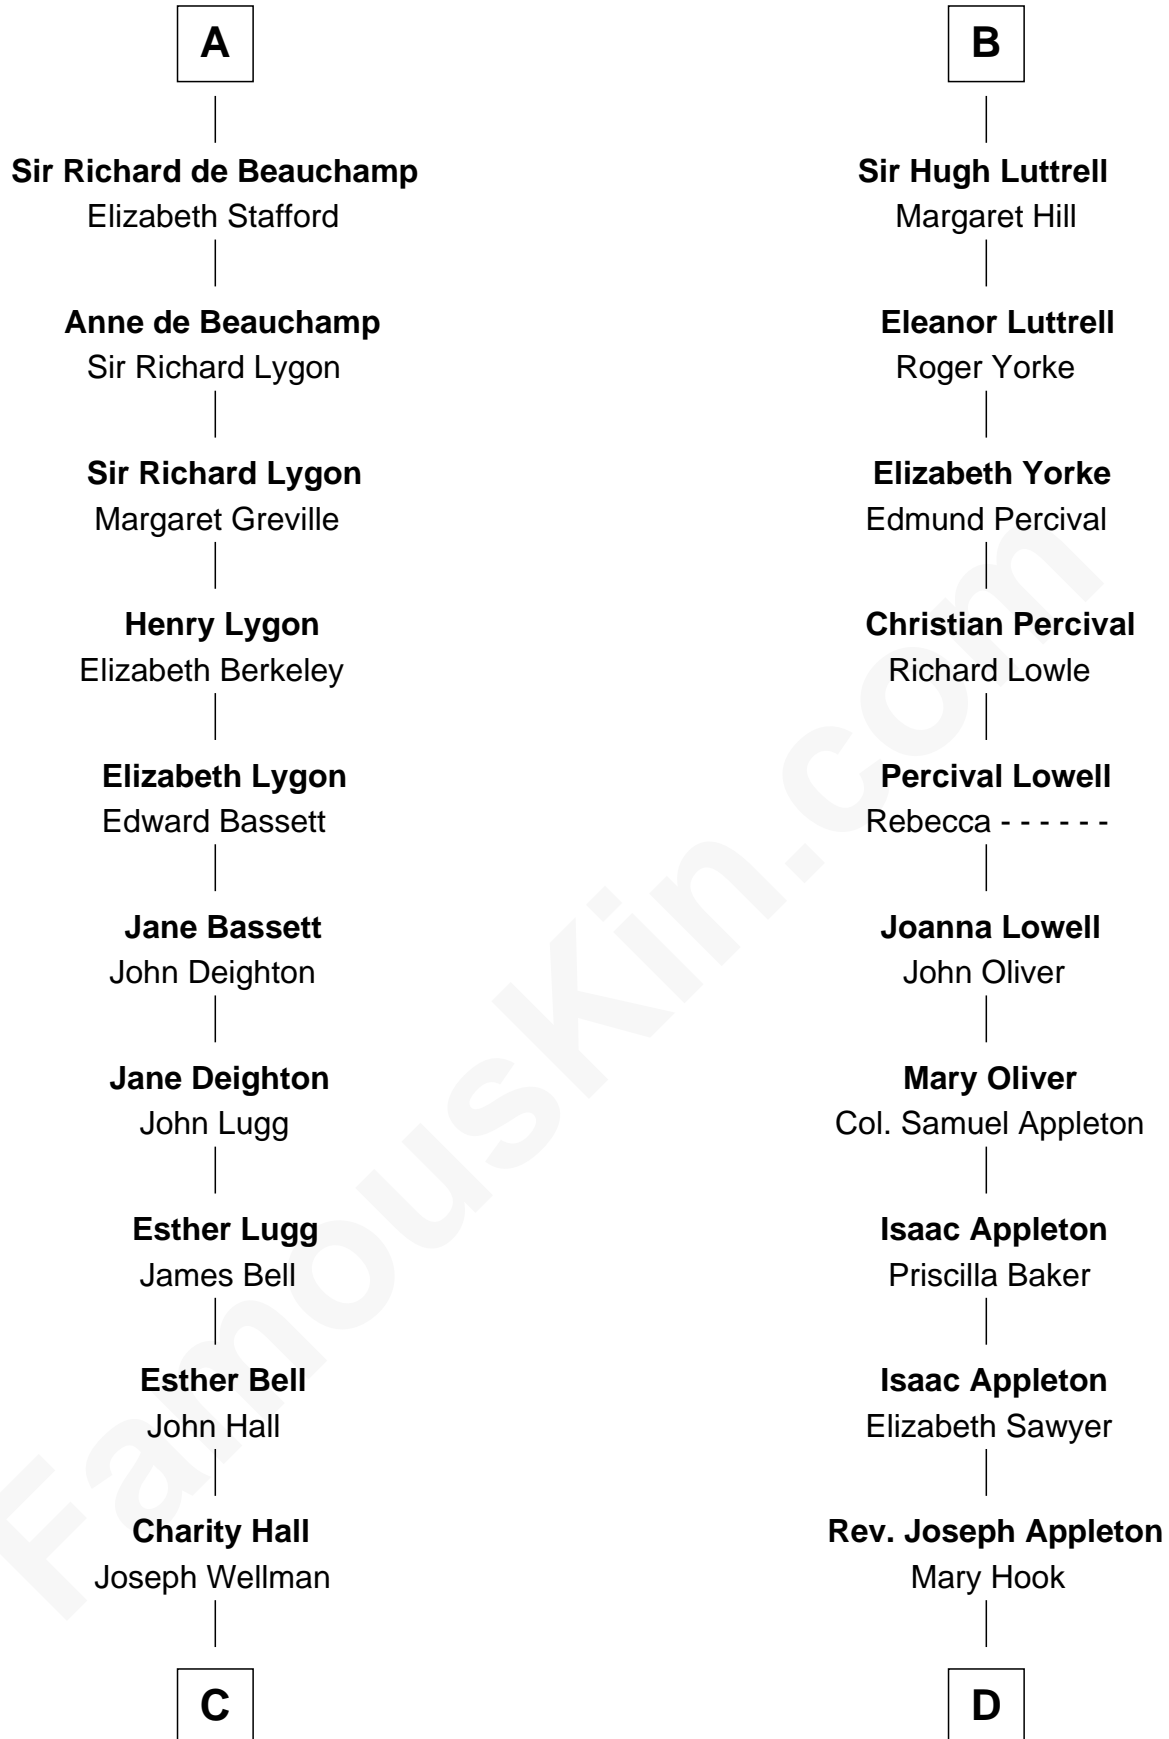 A
Sir Richard de Beauchamp
Elizabeth Stafford
Anne de Beauchamp
Sir Richard Lygon
Sir Richard Lygon
Margaret Greville
Henry Lygon
Elizabeth Berkeley
Elizabeth Lygon
Edward Bassett
Jane Bassett
John Deighton
Jane Deighton
John Lugg
Esther Lugg
James Bell
Esther Bell
John Hall
Charity Hall
Joseph Wellman
C
B
Sir Hugh Luttrell
Margaret Hill
Eleanor Luttrell
Roger Yorke
Elizabeth Yorke
Edmund Percival
Christian Percival
Richard Lowle
Percival Lowell
Rebecca - - - - - -
Joanna Lowell
John Oliver
Mary Oliver
Col. Samuel Appleton
Isaac Appleton
Priscilla Baker
Isaac Appleton
Elizabeth Sawyer
Rev. Joseph Appleton
Mary Hook
D
FamousKin.com